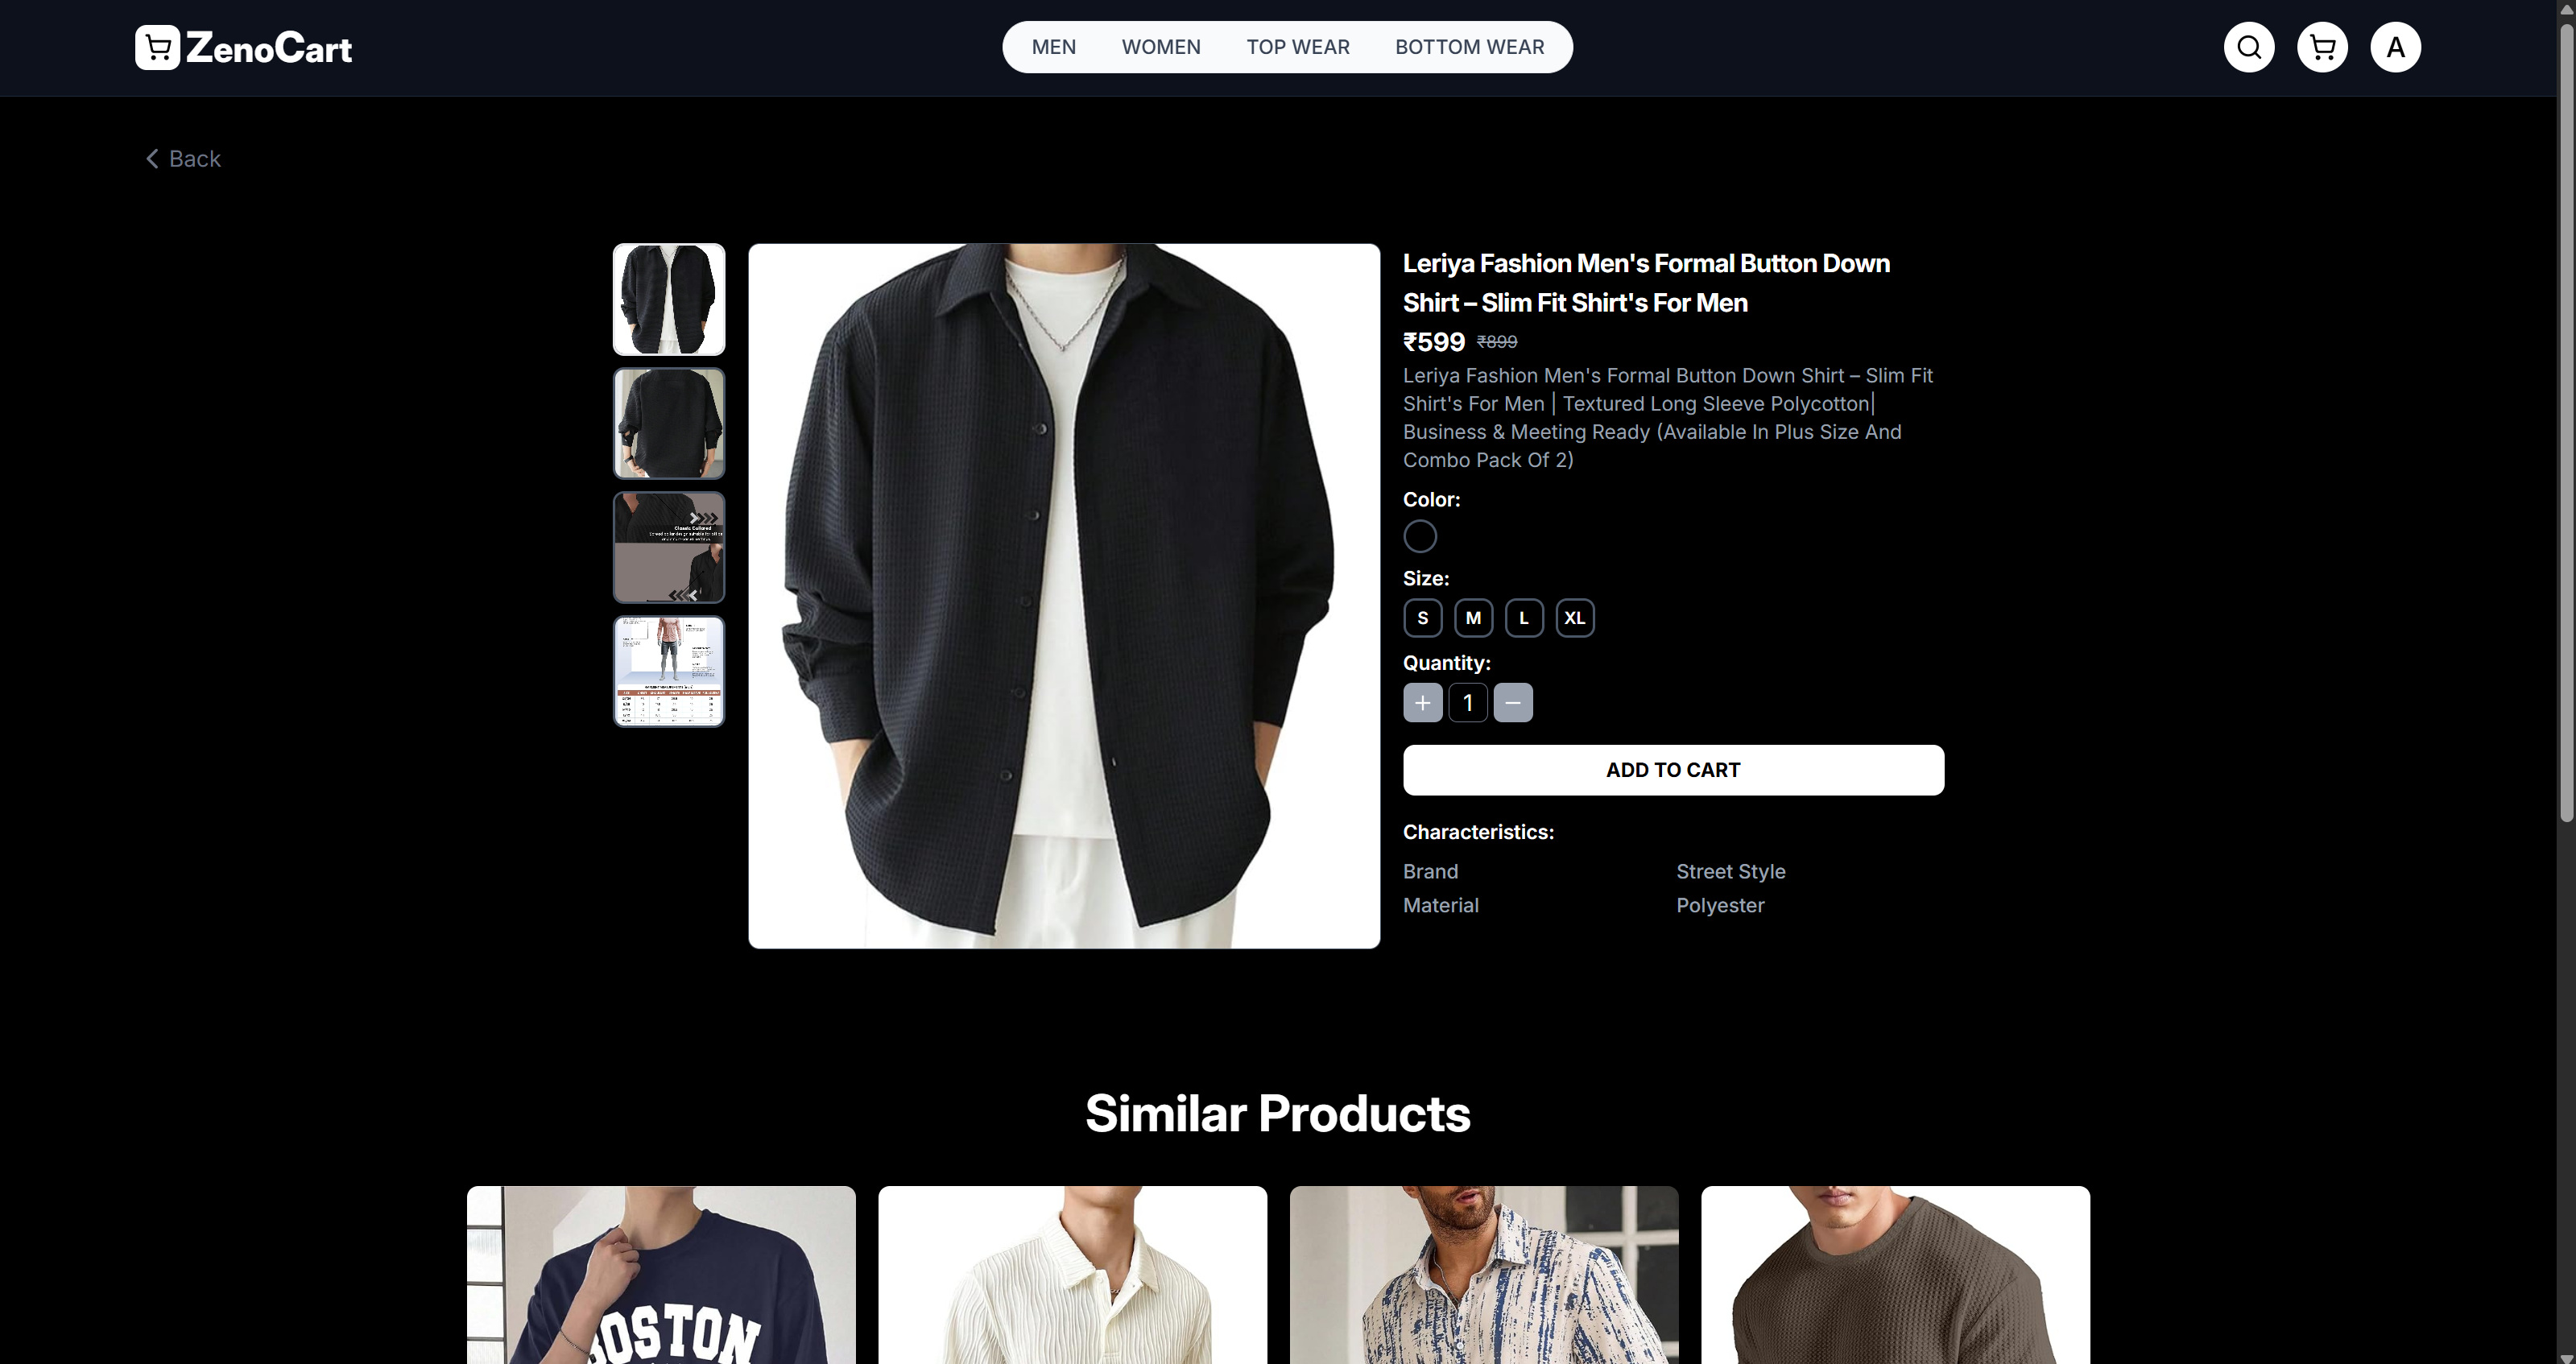 ZenoCart
MEN WOMEN TOP WEAR BOTTOM WEAR
A
Back
Leriya Fashion Men's Formal Button Down
Shirt – Slim Fit Shirt's For Men
₹599 ₹899
Leriya Fashion Men's Formal Button Down Shirt – Slim Fit
Shirt's For Men | Textured Long Sleeve Polycotton|
Business & Meeting Ready (Available In Plus Size And
Combo Pack Of 2)
Color:
Size:
S M L XL
Quantity:
+ 1 −
ADD TO CART
Characteristics:
Brand Street Style
Material Polyester
Classic Collared
Similar Products
BOSTON